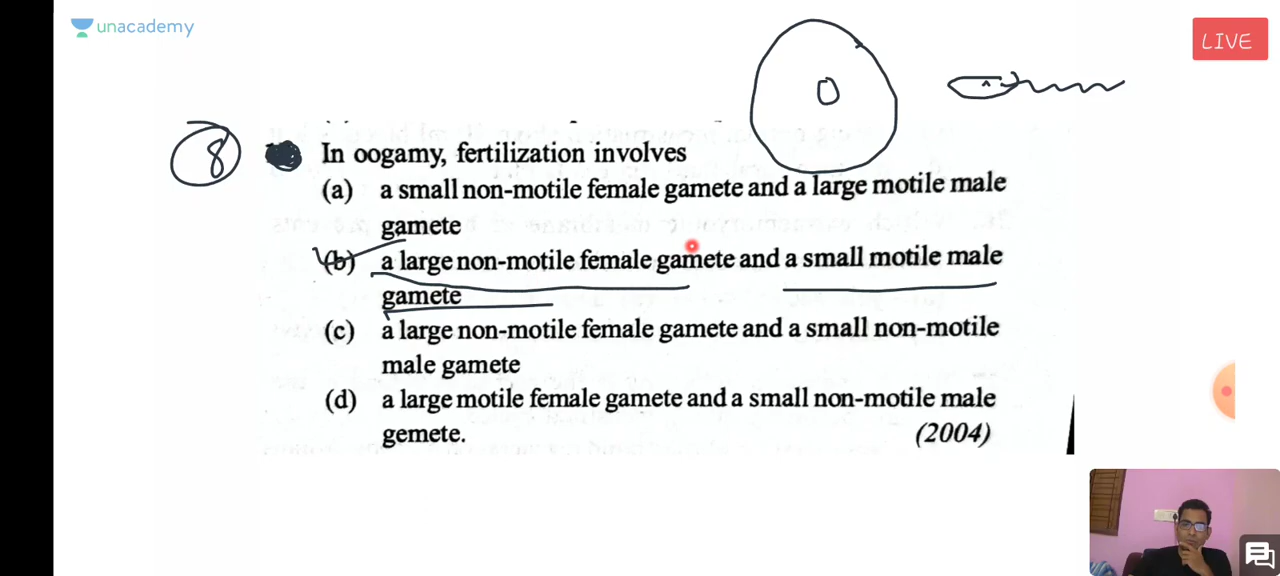 unacademy
LIVE
8
In oogamy, fertilization involves
(a) a small non-motile female gamete and a large motile male
gamete
(b) a large non-motile female gamete and a small motile male
gamete
(c) a large non-motile female gamete and a small non-motile
male gamete
(d) a large motile female gamete and a small non-motile male
gemete. (2004)